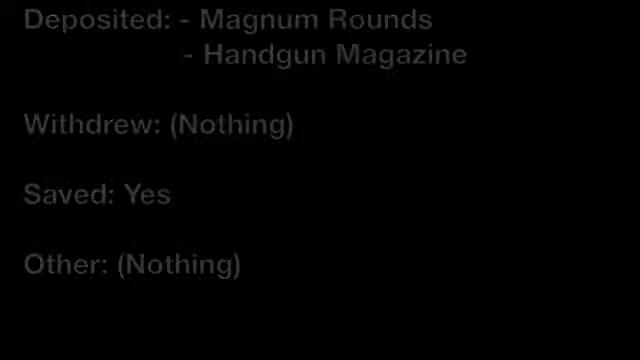 Deposited: - Magnum Rounds
- Handgun Magazine
Withdrew: (Nothing)
Saved: Yes
Other: (Nothing)